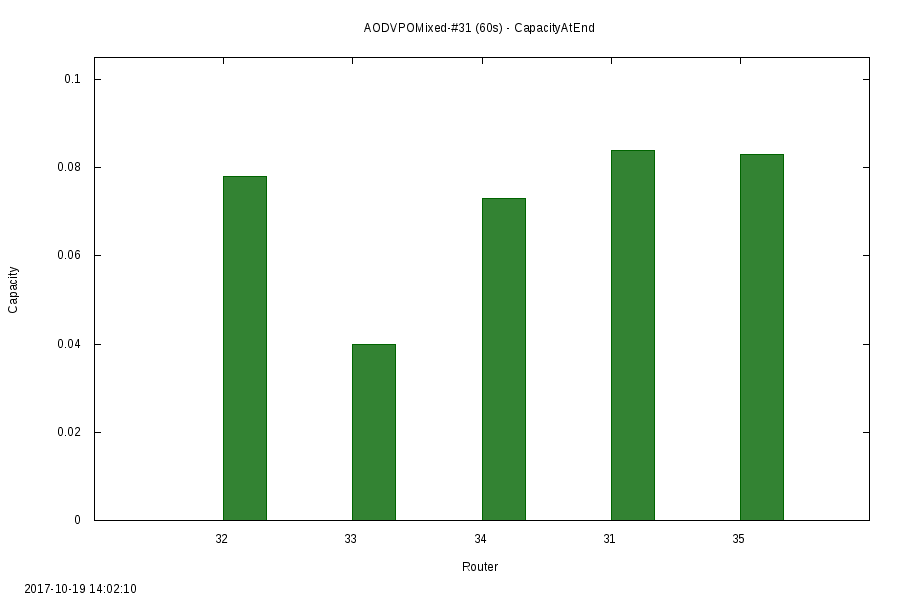 AODVPOMixed-#31 (60s) - CapacityAtEnd
0.1
0.08
0.06
0.04
0.02
0
Capacity
32 33 34 31 35
Router
2017-10-19 14:02:10